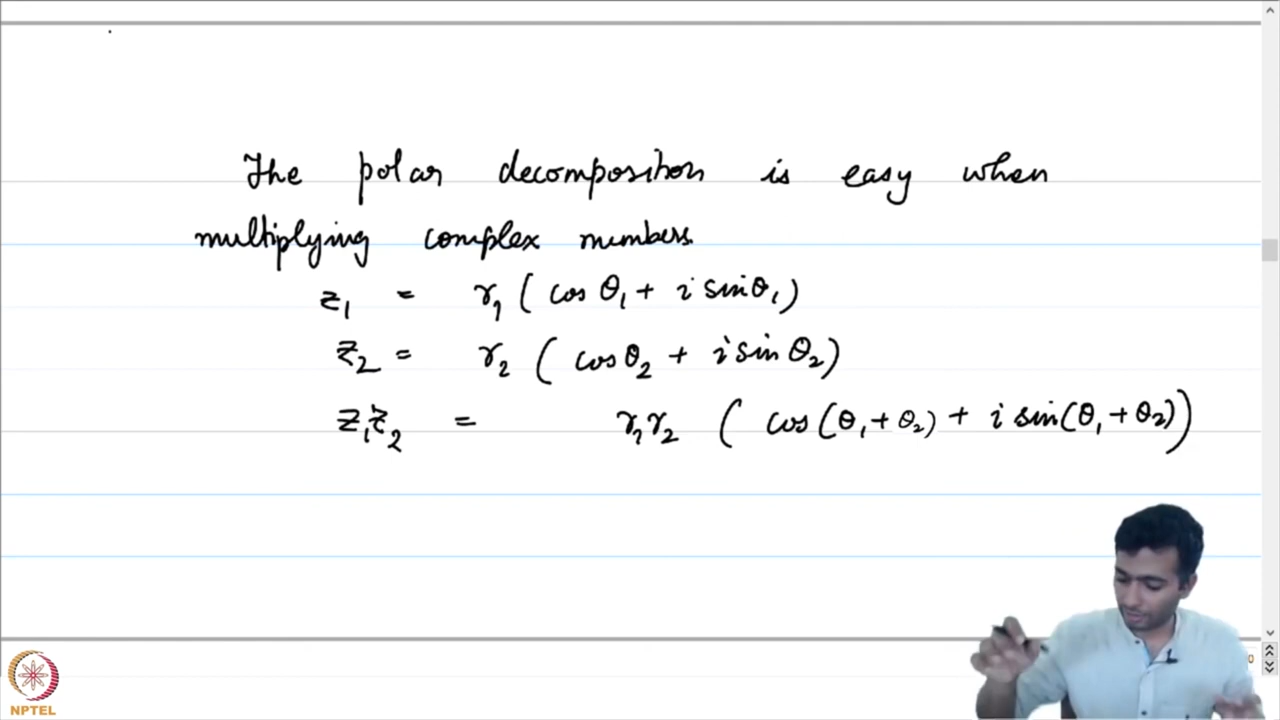 The polar decomposition is easy when
multiplying complex numbers.
z₁ = r₁ ( cos θ₁ + i sin θ₁ )
z₂ = r₂ ( cos θ₂ + i sin θ₂ )
z₁z₂ = r₁r₂ ( cos(θ₁ + θ₂) + i sin(θ₁ + θ₂))
NPTEL